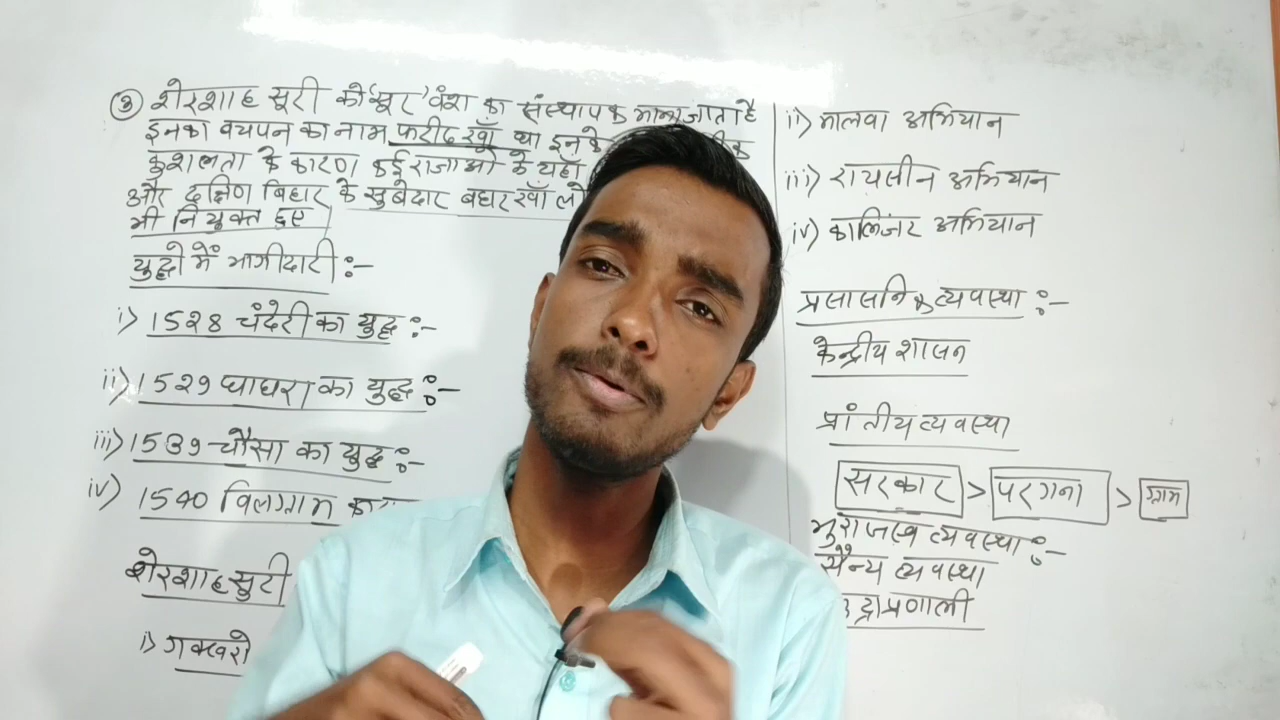 ③ शेरशाह सूरी को 'सूर' वंश का संस्थापक माना जाता है
इनका बचपन का नाम फरीद खाँ था इनके
कुशलता के कारण कई राजाओ के यहाँ
और दक्षिण बिहार के सुबेदार बहार खाँ लो
भी नियुक्त हुए
युद्धो में भागीदारी :-
i) 1528 चंदेरी का युद्ध :-
ii) 1529 घाघरा का युद्ध :-
iii) 1539 चौसा का युद्ध :-
iv) 1540 विलग्राम का
शेरशाह सूरी
i) गक्खरो
ii) मालवा अभियान
iii) रायसीन अभियान
iv) कालिंजर अभियान
प्रसासनिक व्यवस्था :-
केन्द्रीय शासन
प्रांतीय व्यवस्था
सरकार > परगना > ग्राम
भुराजस्व व्यवस्था :-
सैन्य व्यवस्था
द्राप्रणाली